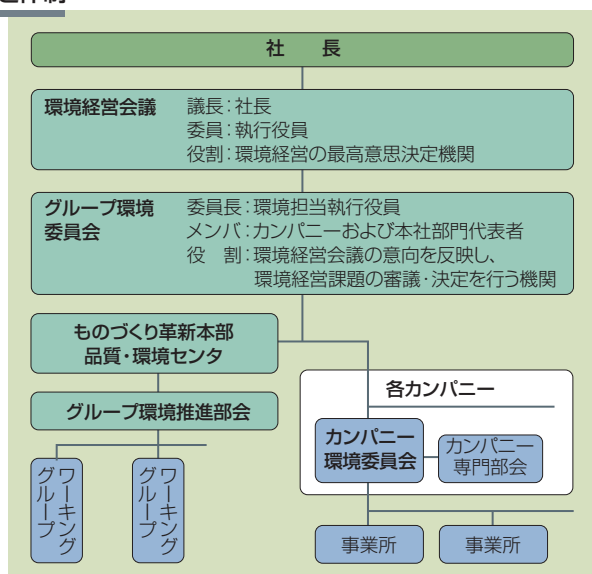 社　長
環境経営会議
議長：社長
委員：執行役員
役割：環境経営の最高意思決定機関
グループ環境
委員会
委員長：環境担当執行役員
メンバ：カンパニーおよび本社部門代表者
役　割：環境経営会議の意向を反映し、
環境経営課題の審議・決定を行う機関
ものづくり革新本部
品質・環境センタ
グループ環境推進部会
ワーキング
グループ
ワーキング
グループ
各カンパニー
カンパニー
環境委員会
カンパニー
専門部会
事業所
事業所